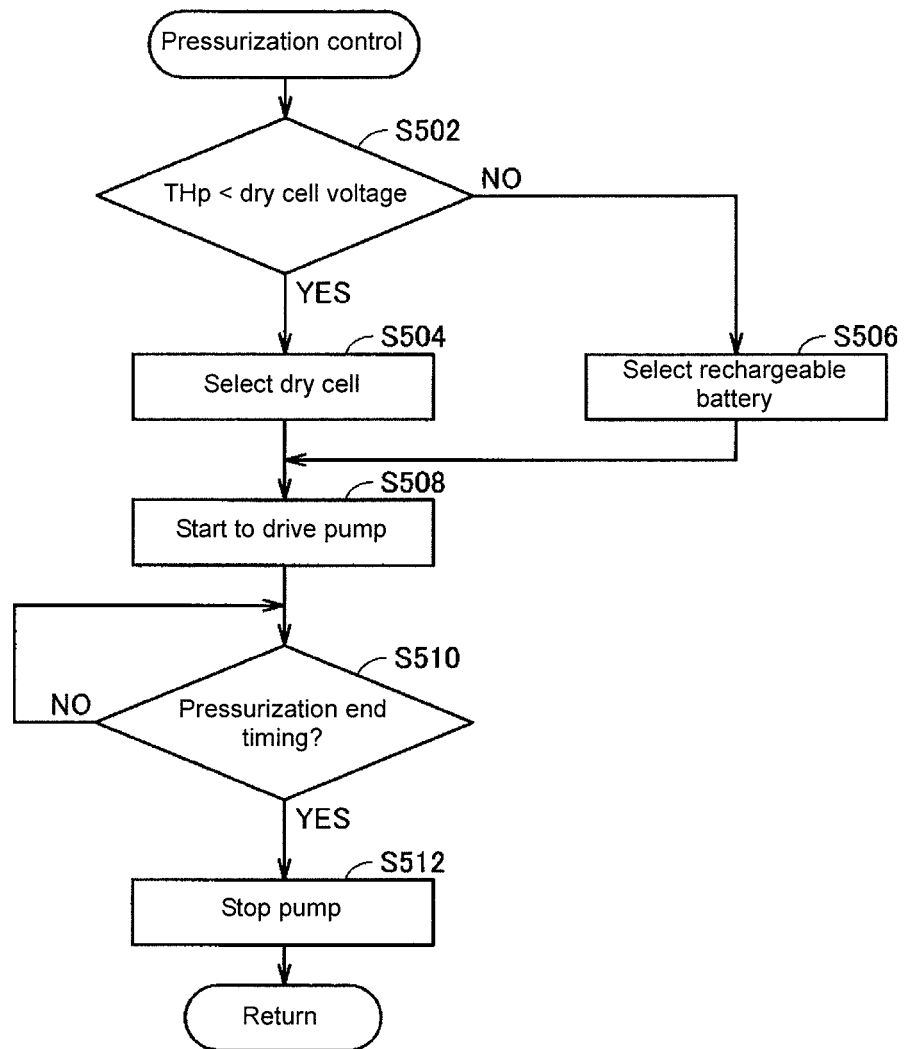 Pressurization control
S502
THp < dry cell voltage
NO
YES
S504
Select dry cell
S506
Select rechargeable
battery
S508
Start to drive pump
S510
Pressurization end
timing?
NO
YES
S512
Stop pump
Return